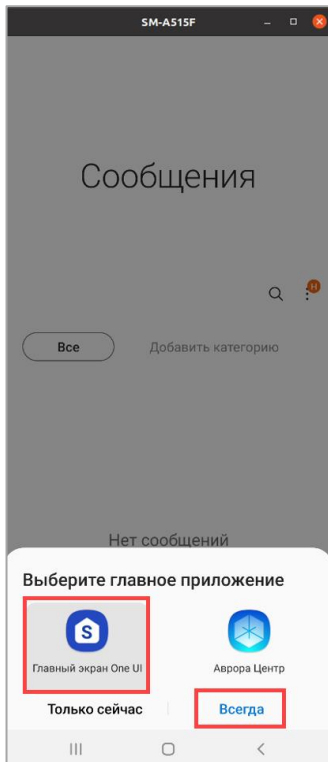 SM-A515F
Сообщения
Н
Все Добавить категорию
Нет сообщений
Выберите главное приложение
S
Главный экран One UI Аврора Центр
Только сейчас Всегда